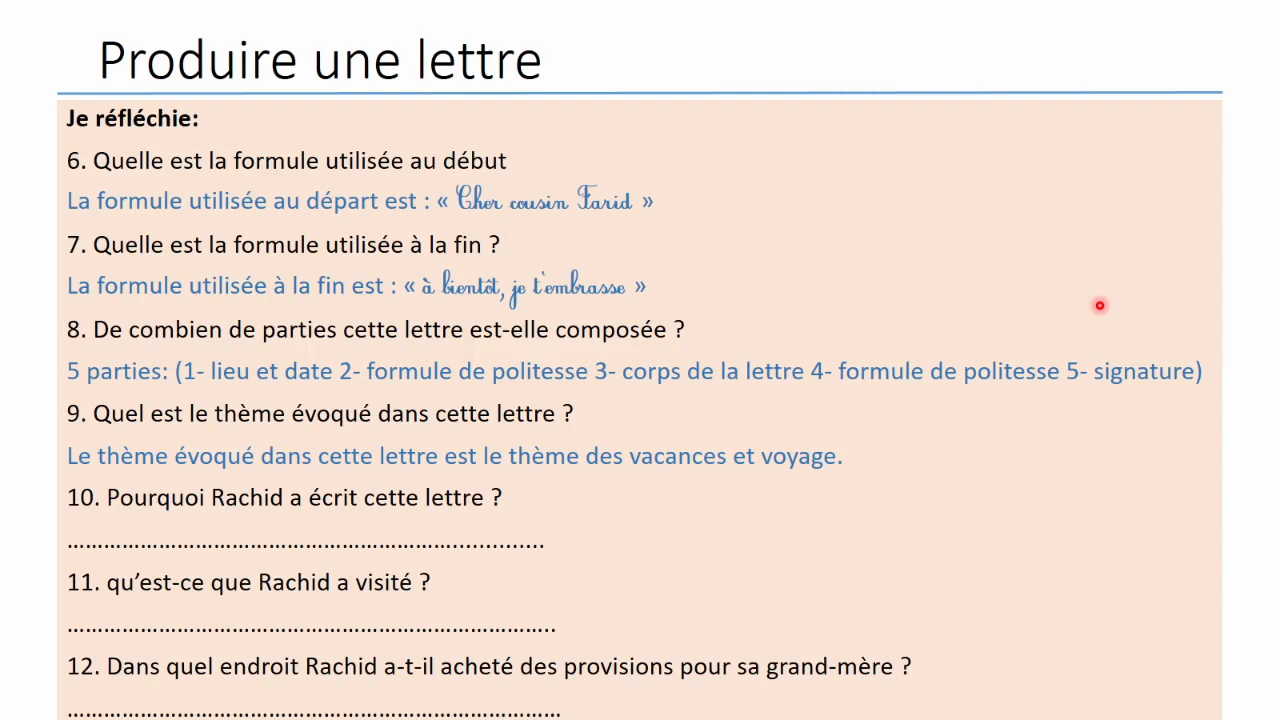 Produire une lettre
Je réfléchie:
6. Quelle est la formule utilisée au début
La formule utilisée au départ est : « Cher cousin Farid »
7. Quelle est la formule utilisée à la fin ?
La formule utilisée à la fin est : « à bientôt, je t'embrasse »
8. De combien de parties cette lettre est-elle composée ?
5 parties: (1- lieu et date 2- formule de politesse 3- corps de la lettre 4- formule de politesse 5- signature)
9. Quel est le thème évoqué dans cette lettre ?
Le thème évoqué dans cette lettre est le thème des vacances et voyage.
10. Pourquoi Rachid a écrit cette lettre ?
………………………………………………………...............
11. qu’est-ce que Rachid a visité ?
……………………………………………………………………..
12. Dans quel endroit Rachid a-t-il acheté des provisions pour sa grand-mère ?
………………………………………………………………………